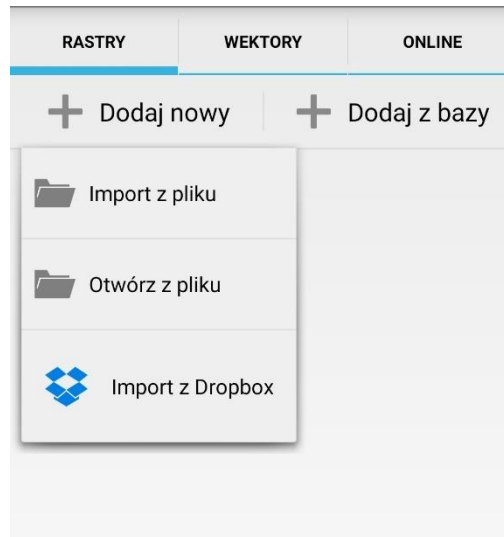 RASTRY WEKTORY ONLINE
Dodaj nowy Dodaj z bazy
Import z pliku
Otwórz z pliku
Import z Dropbox